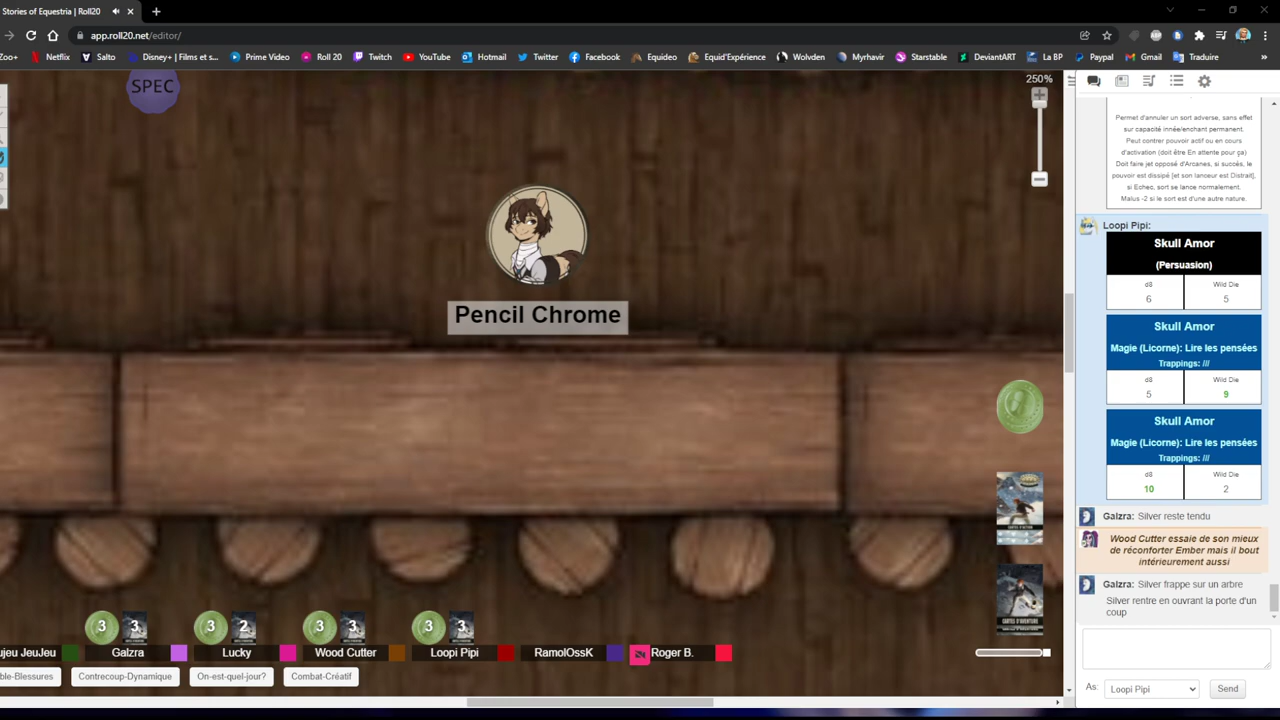 Stories of Equestria | Roll20
app.roll20.net/editor/
Zoo+ Netflix Salto Disney+ | Films et s... Prime Video Roll 20 Twitch YouTube Hotmail Twitter Facebook Equideo Equid'Expérience Wolvden Myrhavir Starstable DeviantART La BP Paypal Gmail Traduire »
SPEC
250%
Pencil Chrome
Permet d'annuler un sort adverse, sans effet
sur capacité innée/enchant permanent.
Peut contrer pouvoir actif ou en cours
d'activation (doit être En attente pour ça)
Doit faire jet opposé d'Arcanes, si succès, le
pouvoir est dissipé [et son lanceur est Distrait],
si Echec, sort se lance normalement.
Malus -2 si le sort est d'une autre nature.
Loopi Pipi:
Skull Amor
(Persuasion)
d8 Wild Die
6 5
Skull Amor
Magie (Licorne): Lire les pensées
Trappings: ///
d8 Wild Die
5 9
Skull Amor
Magie (Licorne): Lire les pensées
Trappings: ///
d8 Wild Die
10 2
Galzra: Silver reste tendu
Wood Cutter essaie de son mieux
de réconforter Ember mais il bout
intérieurement aussi
Galzra: Silver frappe sur un arbre
Silver rentre en ouvrant la porte d'un
coup
As: Loopi Pipi Send
3 3 3 2 3 3 3 3
ujeu JeuJeu Galzra Lucky Wood Cutter Loopi Pipi RamolOssK Roger B.
ble-Blessures Contrecoup-Dynamique On-est-quel-jour? Combat-Créatif